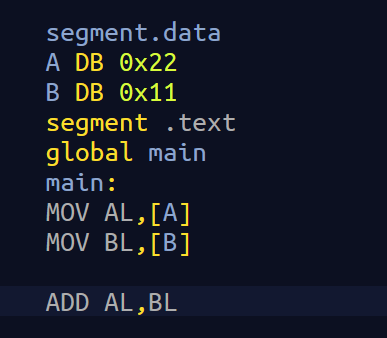 segment.data
A DB 0x22
B DB 0x11
segment .text
global main
main:
MOV AL,[A]
MOV BL,[B]
ADD AL,BL